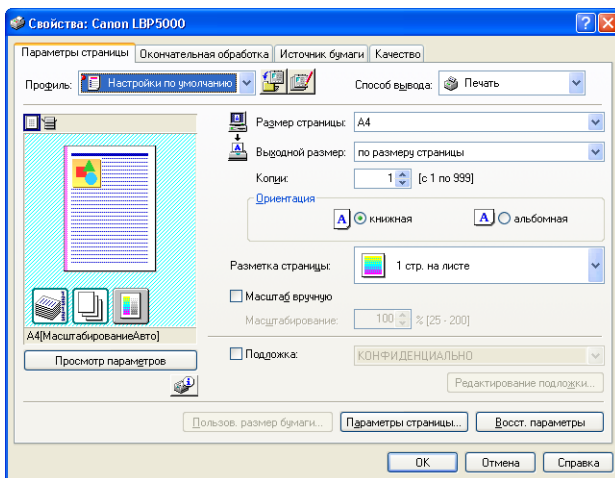 Свойства: Canon LBP5000
Параметры страницы Окончательная обработка Источник бумаги Качество
Профиль: Настройки по умолчанию Способ вывода: Печать
Размер страницы: A4
Выходной размер: по размеру страницы
Копии: 1 [с 1 по 999]
Ориентация
A книжная A альбомная
Разметка страницы: 1 стр. на листе
Масштаб вручную
Масштабирование: 100 % [25 - 200]
A4[МасштабированиеАвто]
Просмотр параметров
Подложка: КОНФИДЕНЦИАЛЬНО
Редактирование подложки...
Пользов. размер бумаги... Параметры страницы... Восст. параметры
OK Отмена Справка